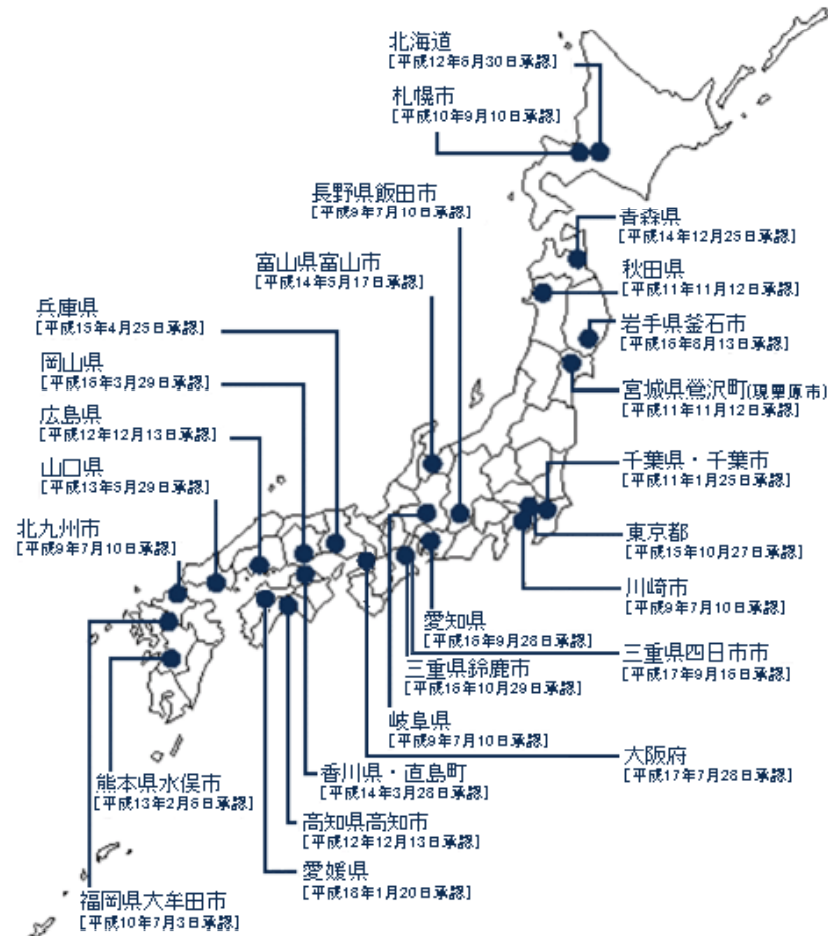 北海道
[平成12年6月30日承認]
札幌市
[平成10年9月10日承認]
長野県飯田市
[平成9年7月10日承認]
青森県
[平成14年12月25日承認]
富山県富山市
[平成14年5月17日承認]
秋田県
[平成11年11月12日承認]
兵庫県
[平成15年4月25日承認]
岩手県釜石市
[平成16年8月13日承認]
岡山県
[平成16年3月29日承認]
宮城県鶯沢町(現栗原市)
[平成11年11月12日承認]
広島県
[平成12年12月13日承認]
山口県
[平成13年5月29日承認]
千葉県・千葉市
[平成11年1月25日承認]
北九州市
[平成9年7月10日承認]
東京都
[平成15年10月27日承認]
川崎市
[平成9年7月10日承認]
愛知県
[平成16年9月28日承認]
三重県四日市市
[平成17年9月16日承認]
三重県鈴鹿市
[平成16年10月29日承認]
岐阜県
[平成9年7月10日承認]
大阪府
[平成17年7月28日承認]
香川県・直島町
[平成14年3月28日承認]
熊本県水俣市
[平成13年2月6日承認]
高知県高知市
[平成12年12月13日承認]
愛媛県
[平成18年1月20日承認]
福岡県大牟田市
[平成10年7月3日承認]